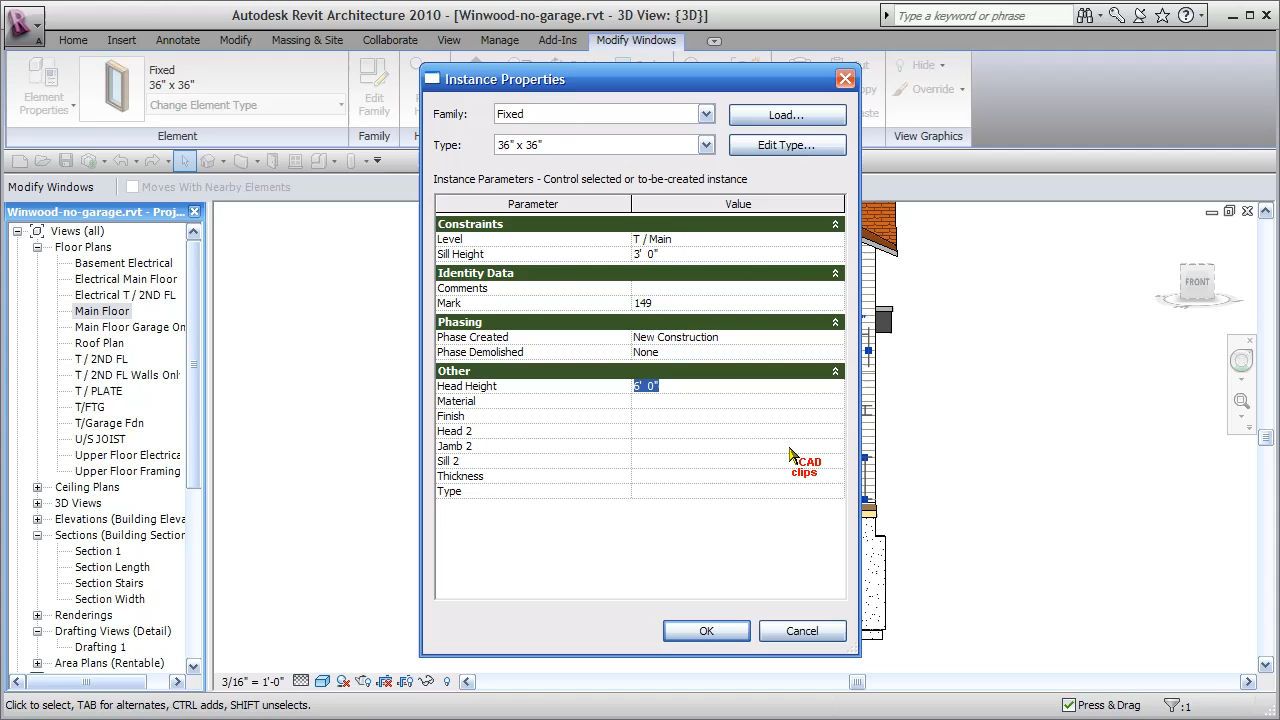 Autodesk Revit Architecture 2010 - [Winwood-no-garage.rvt - 3D View: {3D}]
Type a keyword or phrase
Home Insert Annotate Modify Massing & Site Collaborate View Manage Add-Ins Modify Windows
Element
Properties
Fixed
36" x 36"
Change Element Type
Edit
Family
Hide
Override
Element
Family
View Graphics
Modify Windows
Moves With Nearby Elements
Winwood-no-garage.rvt - Proj...
Views (all)
Floor Plans
Basement Electrical
Electrical Main Floor
Electrical T / 2ND FL
Main Floor
Main Floor Garage On
Roof Plan
T / 2ND FL
T / 2ND FL Walls Only
T / PLATE
T/FTG
T/Garage Fdn
U/S JOIST
Upper Floor Electrica
Upper Floor Framing
Ceiling Plans
3D Views
Elevations (Building Eleva
Sections (Building Section
Section 1
Section Length
Section Stairs
Section Width
Renderings
Drafting Views (Detail)
Drafting 1
Area Plans (Rentable)
Instance Properties
Family: Fixed Load...
Type: 36" x 36" Edit Type...
Instance Parameters - Control selected or to-be-created instance
Parameter Value
Constraints
Level T / Main
Sill Height 3'  0"
Identity Data
Comments
Mark 149
Phasing
Phase Created New Construction
Phase Demolished None
Other
Head Height 6'  0"
Material
Finish
Head 2
Jamb 2
Sill 2
Thickness
Type
OK Cancel
CAD
clips
FRONT
3/16" = 1'-0"
Click to select, TAB for alternates, CTRL adds, SHIFT unselects.
Press & Drag
:1